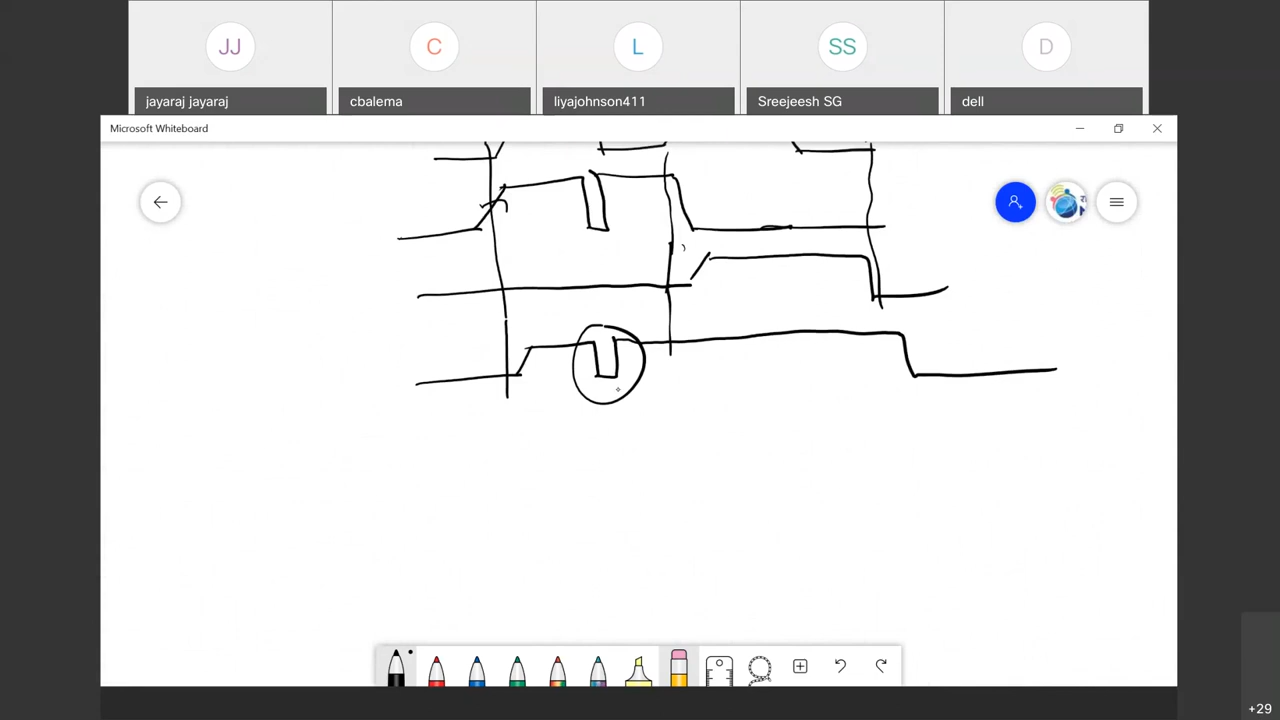 JJ
C
L
SS
D
jayaraj jayaraj
cbalema
liyajohnson411
Sreejeesh SG
dell
Microsoft Whiteboard
+29